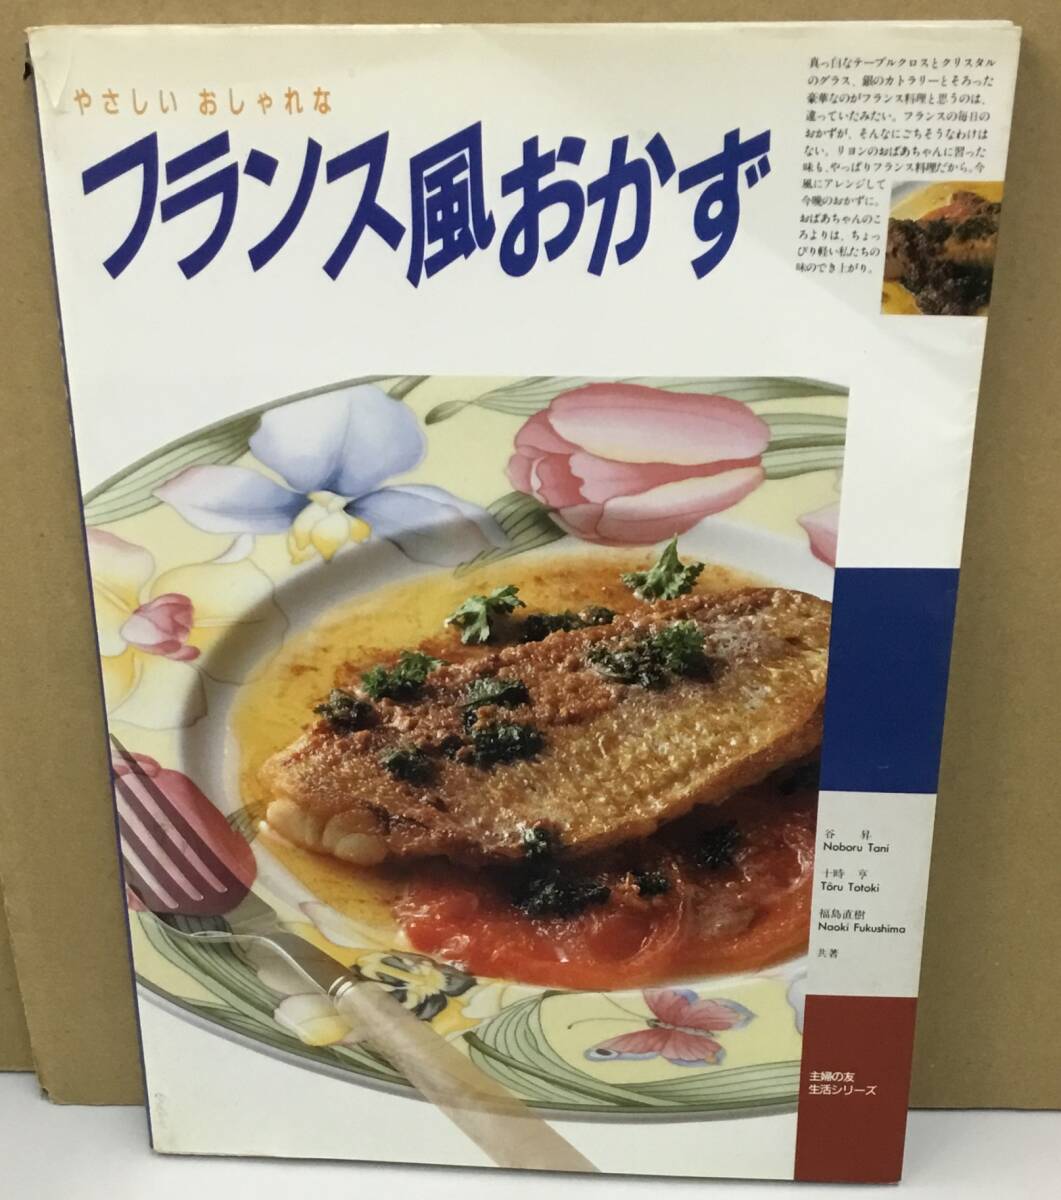 やさしい おしゃれな
フランス風おかず
真っ白なテーブルクロスとクリスタル
のグラス、銀のカトラリーとそろった
豪華なのがフランス料理と思うのは、
違っていたみたい。フランスの毎日の
おかずが、そんなにごちそうなわけは
ない。リヨンのおばあちゃんに習った
味も、やっぱりフランス料理だから。今
風にアレンジして
今晩のおかずに。
おばあちゃんのこ
ろよりは、ちょっ
ぴり軽い私たちの
味のでき上がり。
谷 昇
Noboru Tani
十時 亨
Tōru Totoki
福島直樹
Naoki Fukushima
共著
主婦の友
生活シリーズ